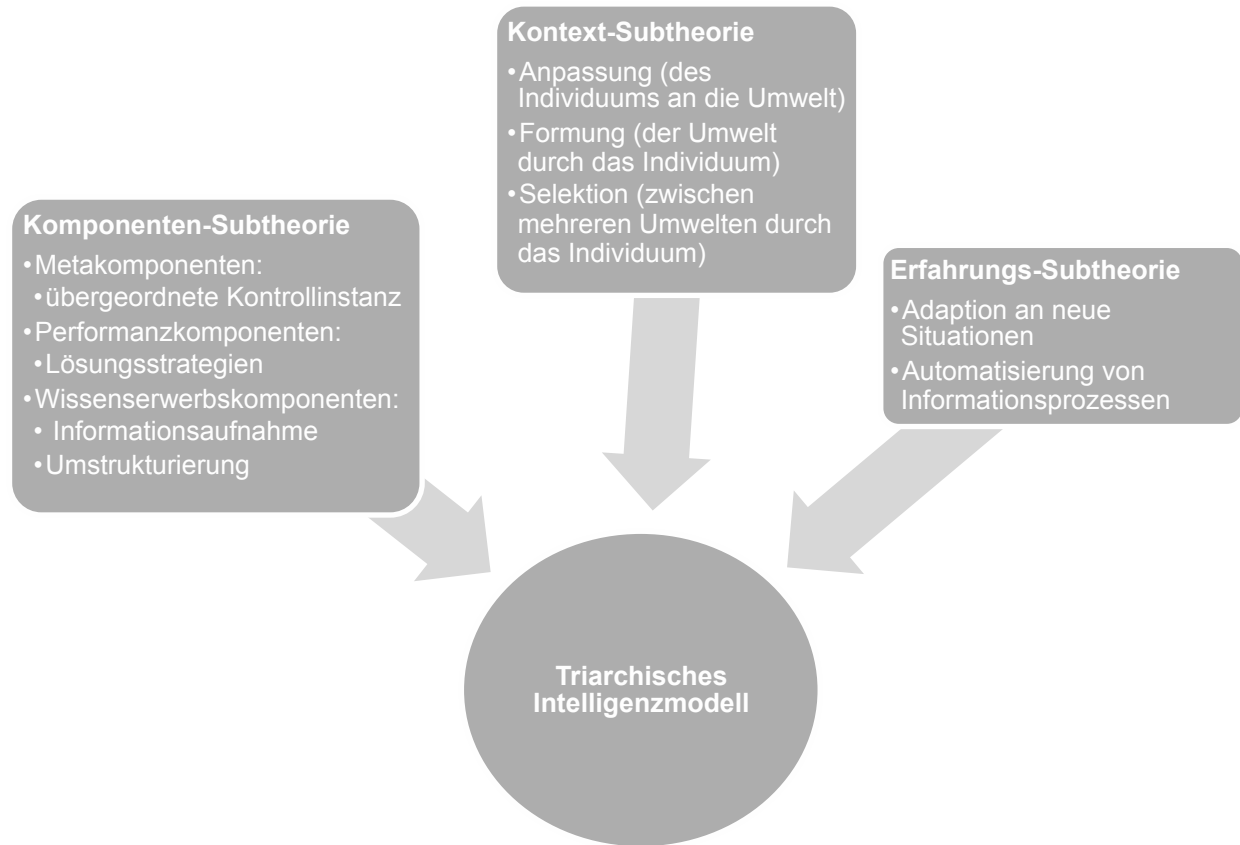 Kontext-Subtheorie
•Anpassung (des
Individuums an die Umwelt)
•Formung (der Umwelt
durch das Individuum)
•Selektion (zwischen
mehreren Umwelten durch
das Individuum)
Komponenten-Subtheorie
•Metakomponenten:
•übergeordnete Kontrollinstanz
•Performanzkomponenten:
•Lösungsstrategien
•Wissenserwerbskomponenten:
• Informationsaufnahme
•Umstrukturierung
Erfahrungs-Subtheorie
•Adaption an neue
Situationen
•Automatisierung von
Informationsprozessen
Triarchisches
Intelligenzmodell